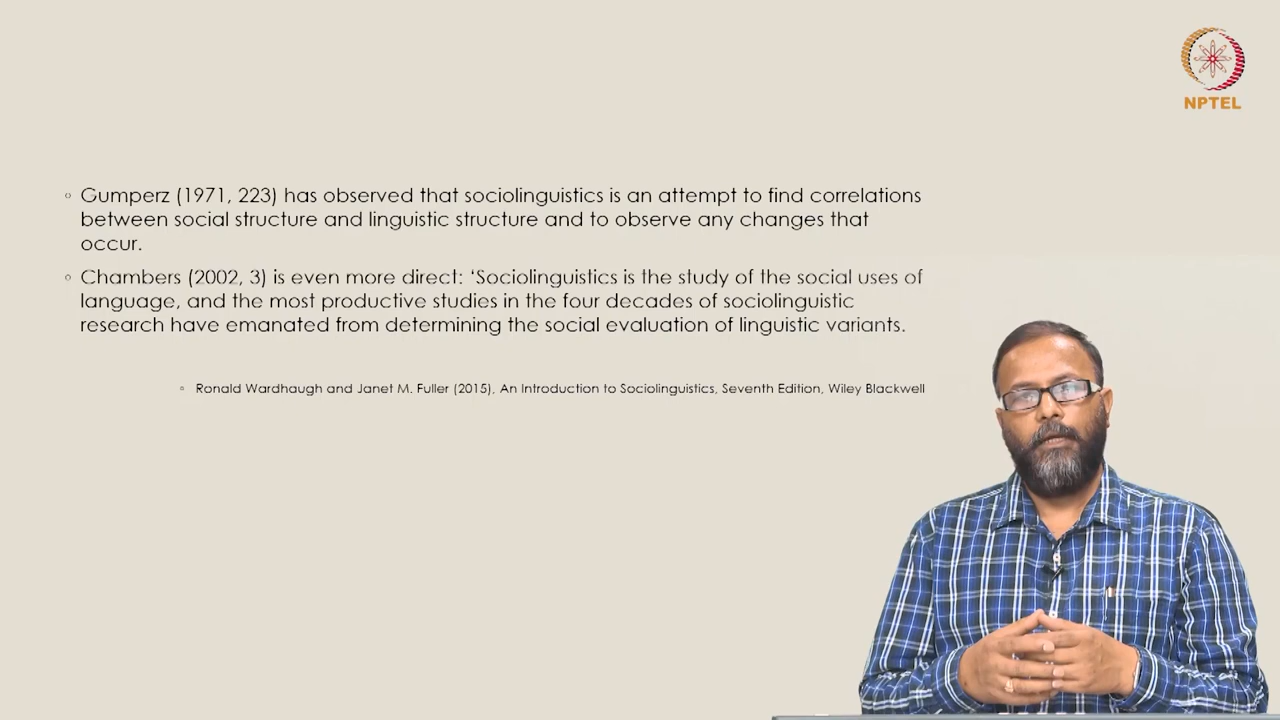 NPTEL
◦ Gumperz (1971, 223) has observed that sociolinguistics is an attempt to find correlations
between social structure and linguistic structure and to observe any changes that
occur.
◦ Chambers (2002, 3) is even more direct: ‘Sociolinguistics is the study of the social uses of
language, and the most productive studies in the four decades of sociolinguistic
research have emanated from determining the social evaluation of linguistic variants.
◦ Ronald Wardhaugh and Janet M. Fuller (2015), An Introduction to Sociolinguistics, Seventh Edition, Wiley Blackwell